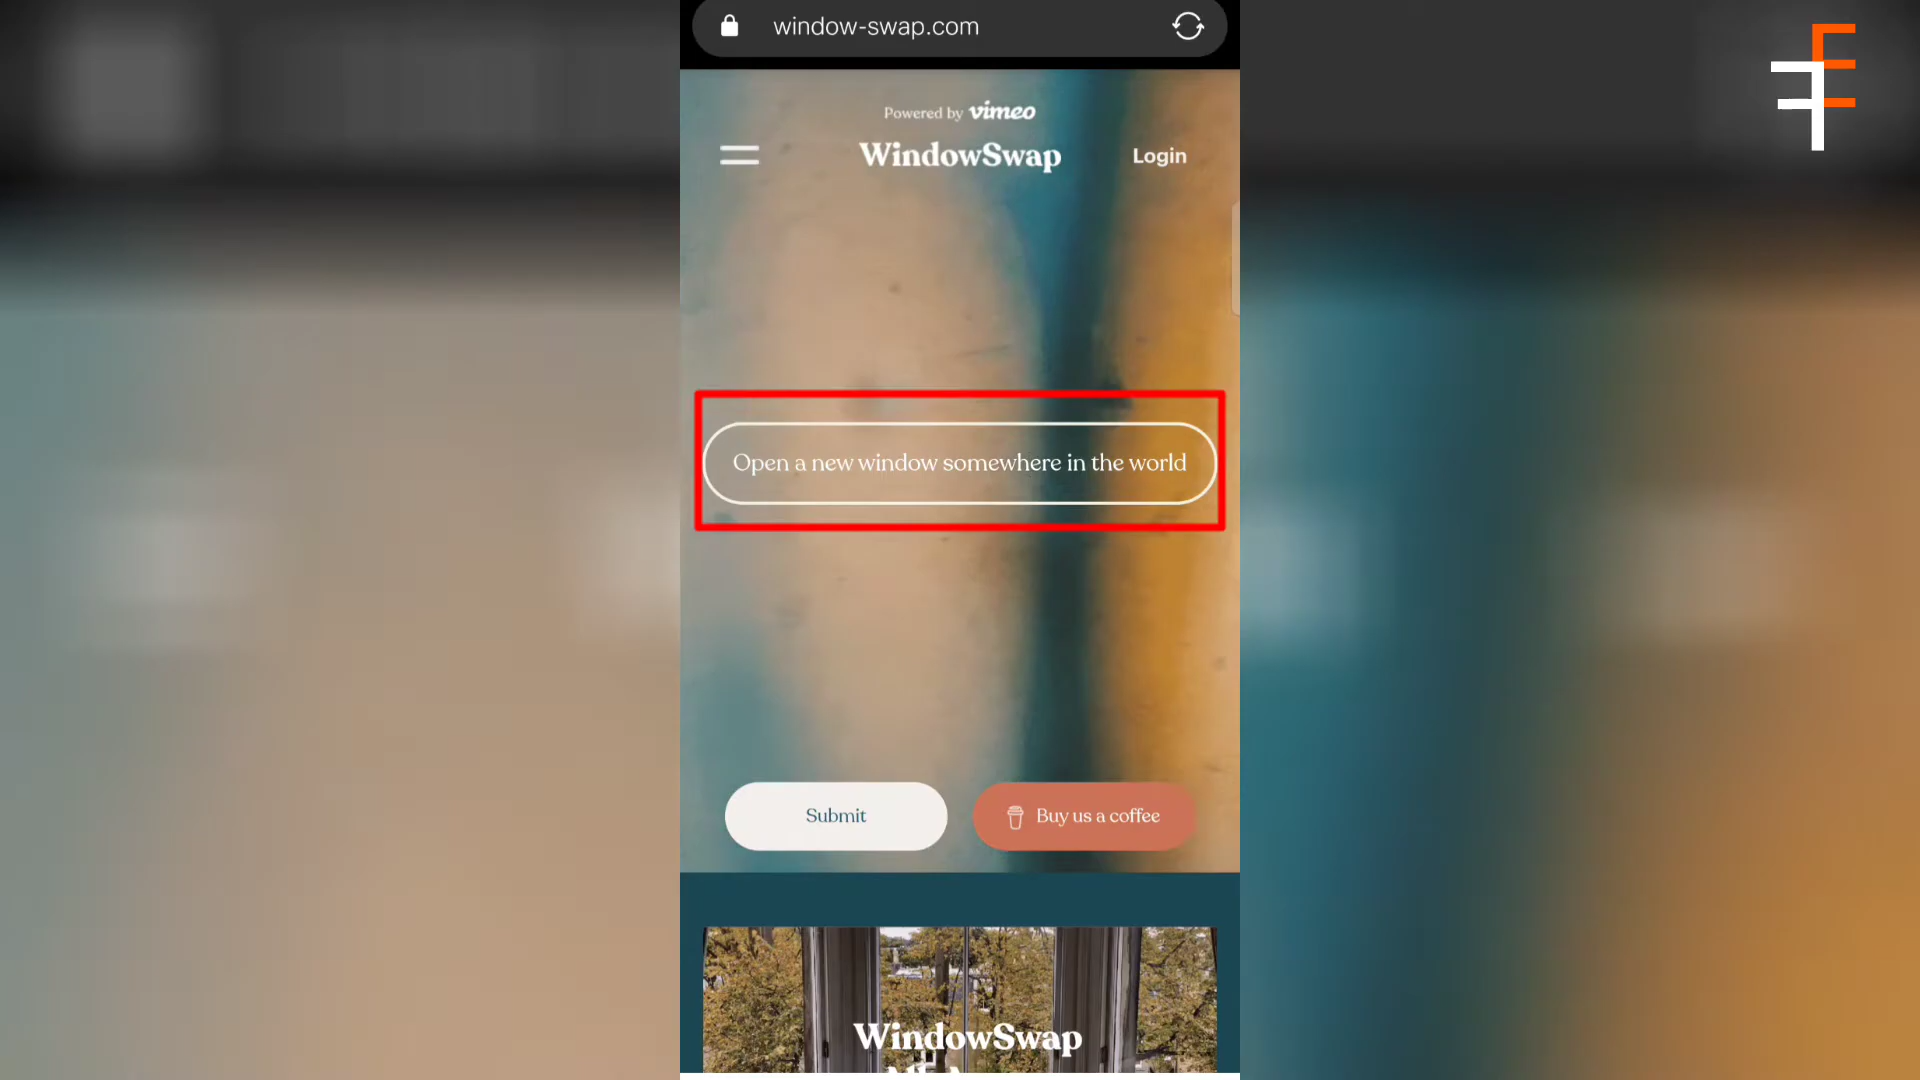 window-swap.com
Powered by vimeo
WindowSwap
Login
Open a new window somewhere in the world
Submit
Buy us a coffee
WindowSwap